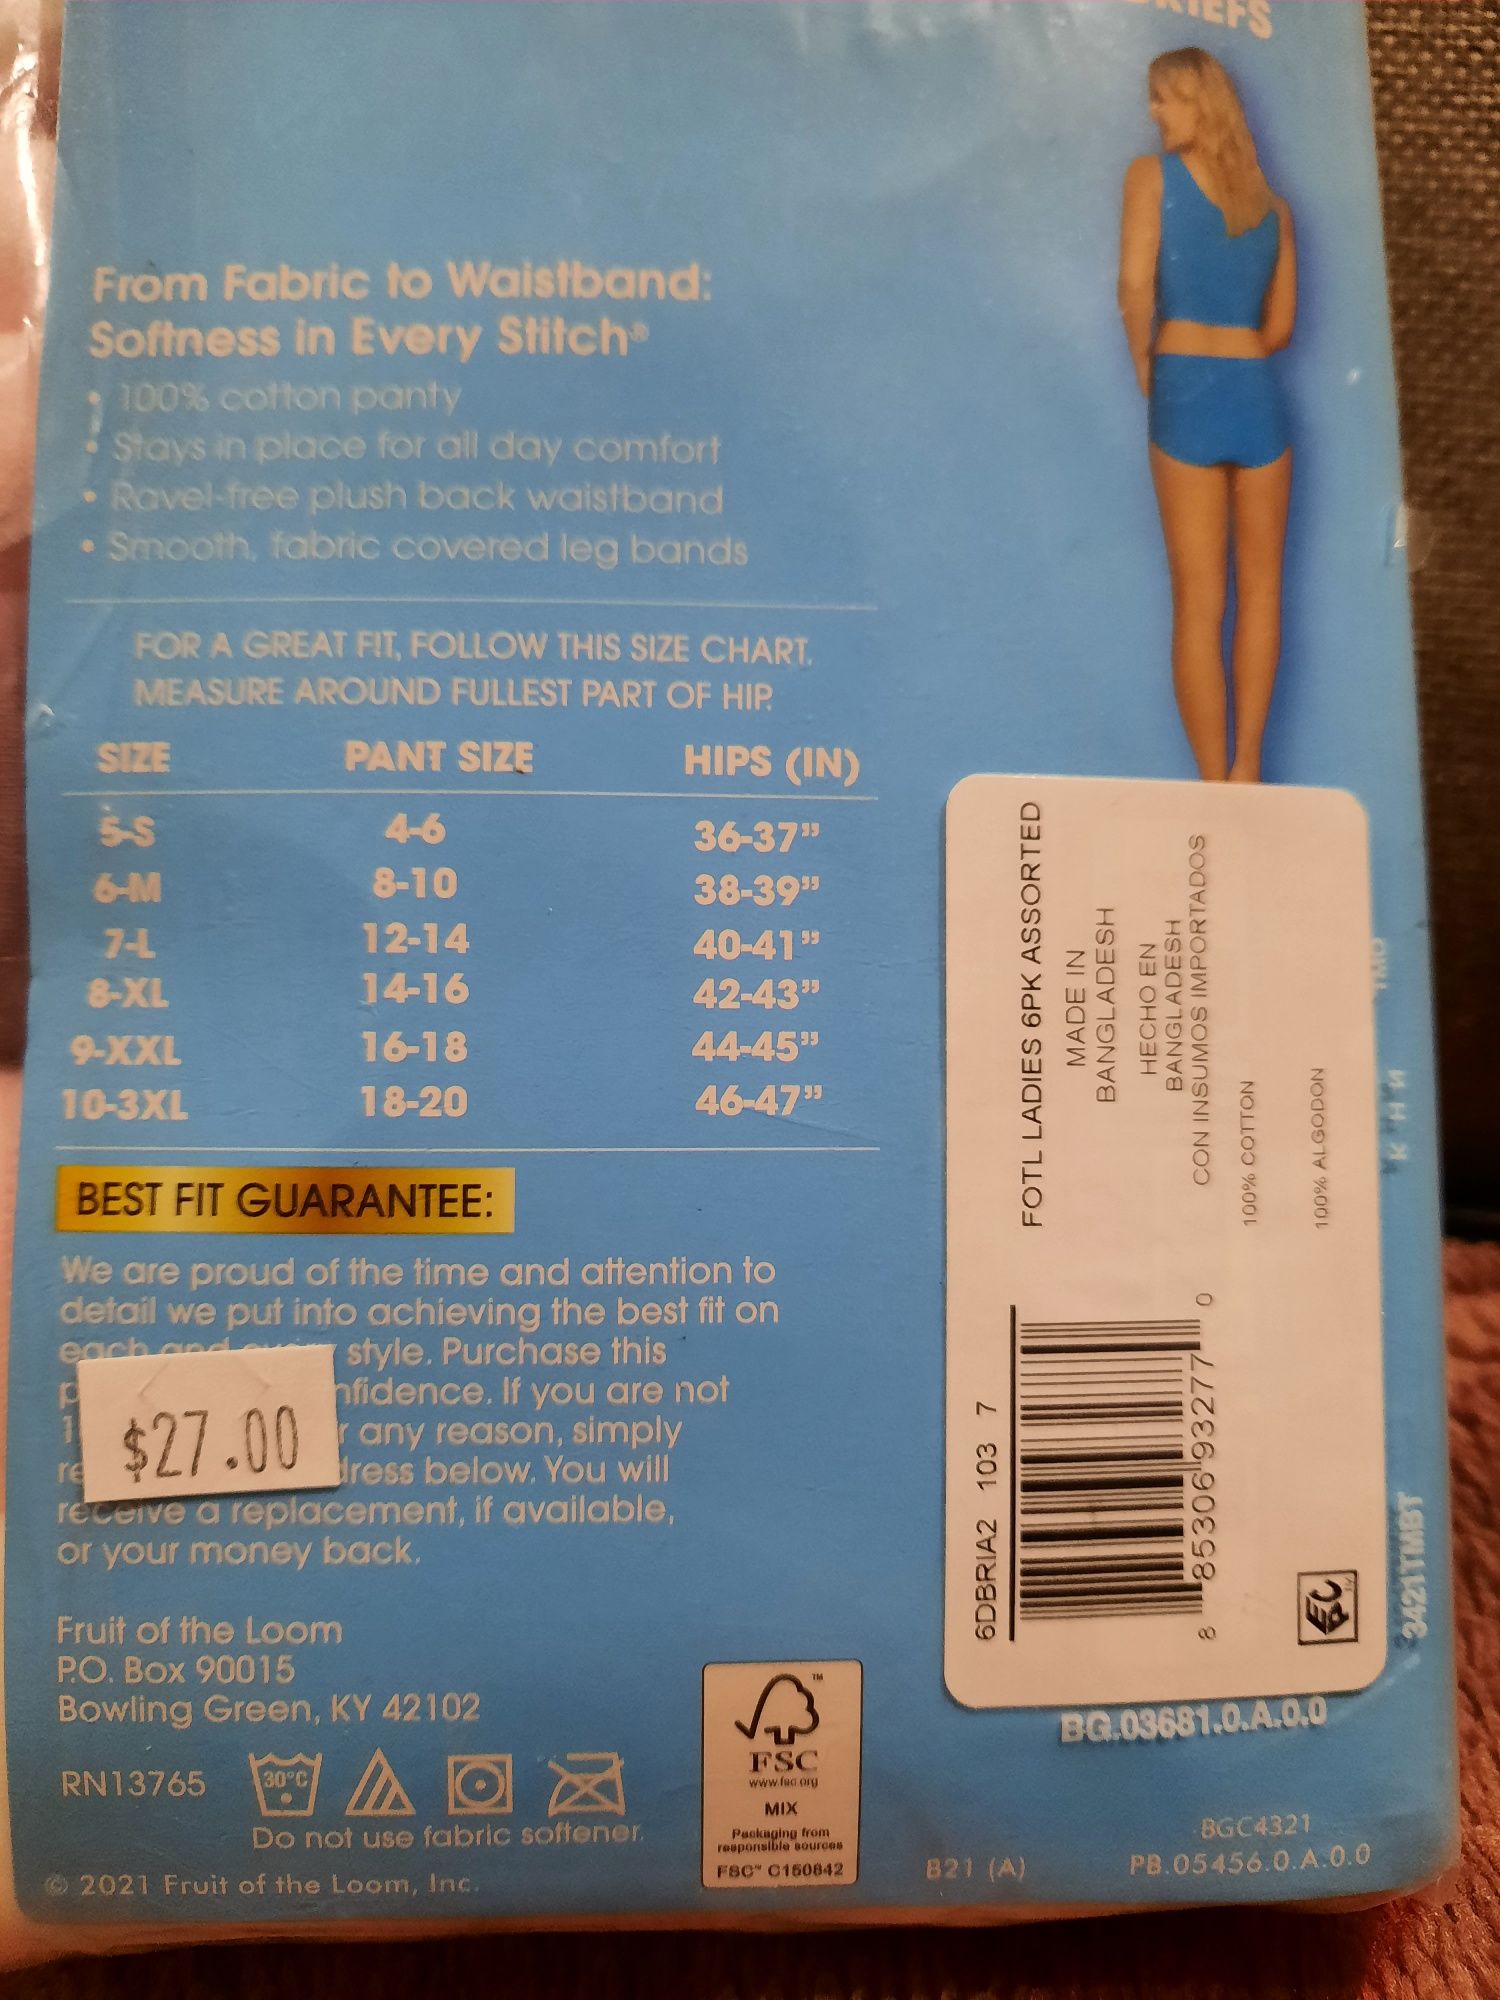 BRIEFS
From Fabric to Waistband:
Softness in Every Stitch®
• 100% cotton panty
• Stays in place for all day comfort
• Ravel-free plush back waistband
• Smooth, fabric covered leg bands
FOR A GREAT FIT, FOLLOW THIS SIZE CHART.
MEASURE AROUND FULLEST PART OF HIP.
SIZE PANT SIZE HIPS (IN)
5-S 4-6 36-37"
6-M 8-10 38-39"
7-L 12-14 40-41"
8-XL 14-16 42-43"
9-XXL 16-18 44-45"
10-3XL 18-20 46-47"
BEST FIT GUARANTEE:
We are proud of the time and attention to
detail we put into achieving the best fit on
each and style. Purchase this
If you are not
any reason, simply
below. You will
receive a replacement, if available,
or your money back.
$27.00
Fruit of the Loom
P.O. Box 90015
Bowling Green, KY 42102
RN13765
30°C
Do not use fabric softener.
© 2021 Fruit of the Loom, Inc.
FSC
™
www.fsc.org
MIX
Packaging from
responsible sources
FSC™ C150842
B21 (A)
FOTL LADIES 6PK ASSORTED
MADE IN
BANGLADESH
HECHO EN
BANGLADESH
CON INSUMOS IMPORTADOS
100% COTTON
100% ALGODON
6DBRIA2 103 7
8 85306 93277 0
EPC
3421TMBT
BG.03681.0.A.0.0
BGC4321
PB.05456.0.A.0.0